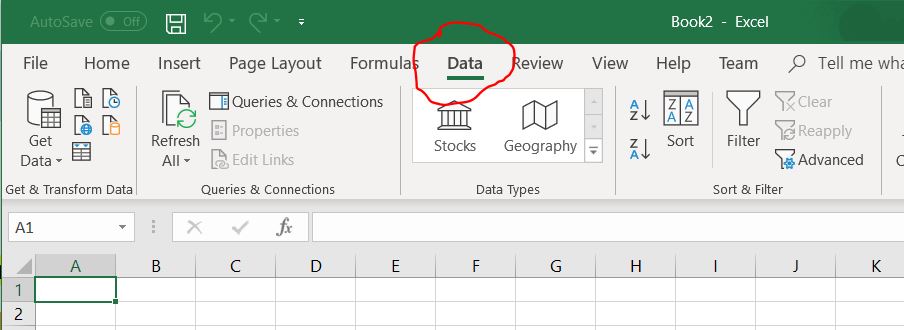 AutoSave Off Book2 - Excel
File Home Insert Page Layout Formulas Data Review View Help Team Tell me wha
Get Data
Refresh All
Queries & Connections
Properties
Edit Links
Stocks
Geography
A Z
Z A
Z A A Z
Sort
Filter
Clear
Reapply
Advanced
Get & Transform Data Queries & Connections Data Types Sort & Filter
A1 fx
A B C D E F G H I J K
1
2